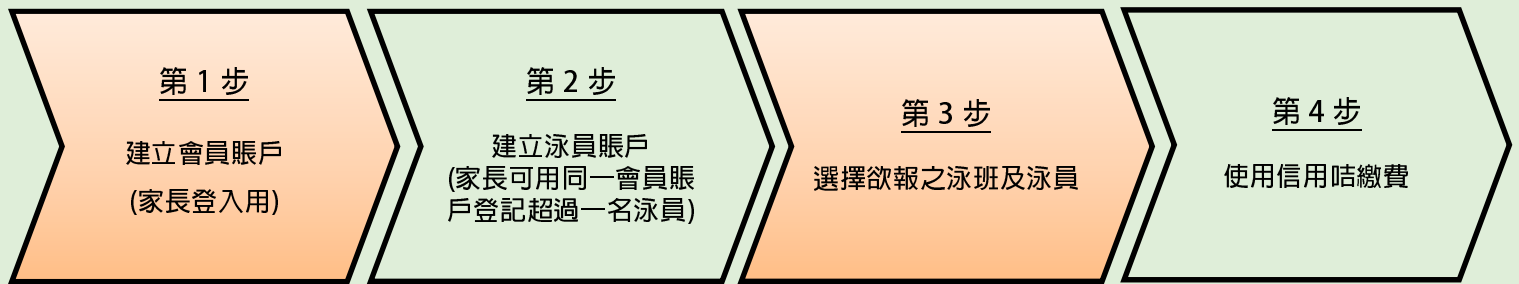 第 1 步
建立會員賬戶
(家長登入用)
第 2 步
建立泳員賬戶
(家長可用同一會員賬
戶登記超過一名泳員)
第 3 步
選擇欲報之泳班及泳員
第 4 步
使用信用咭繳費